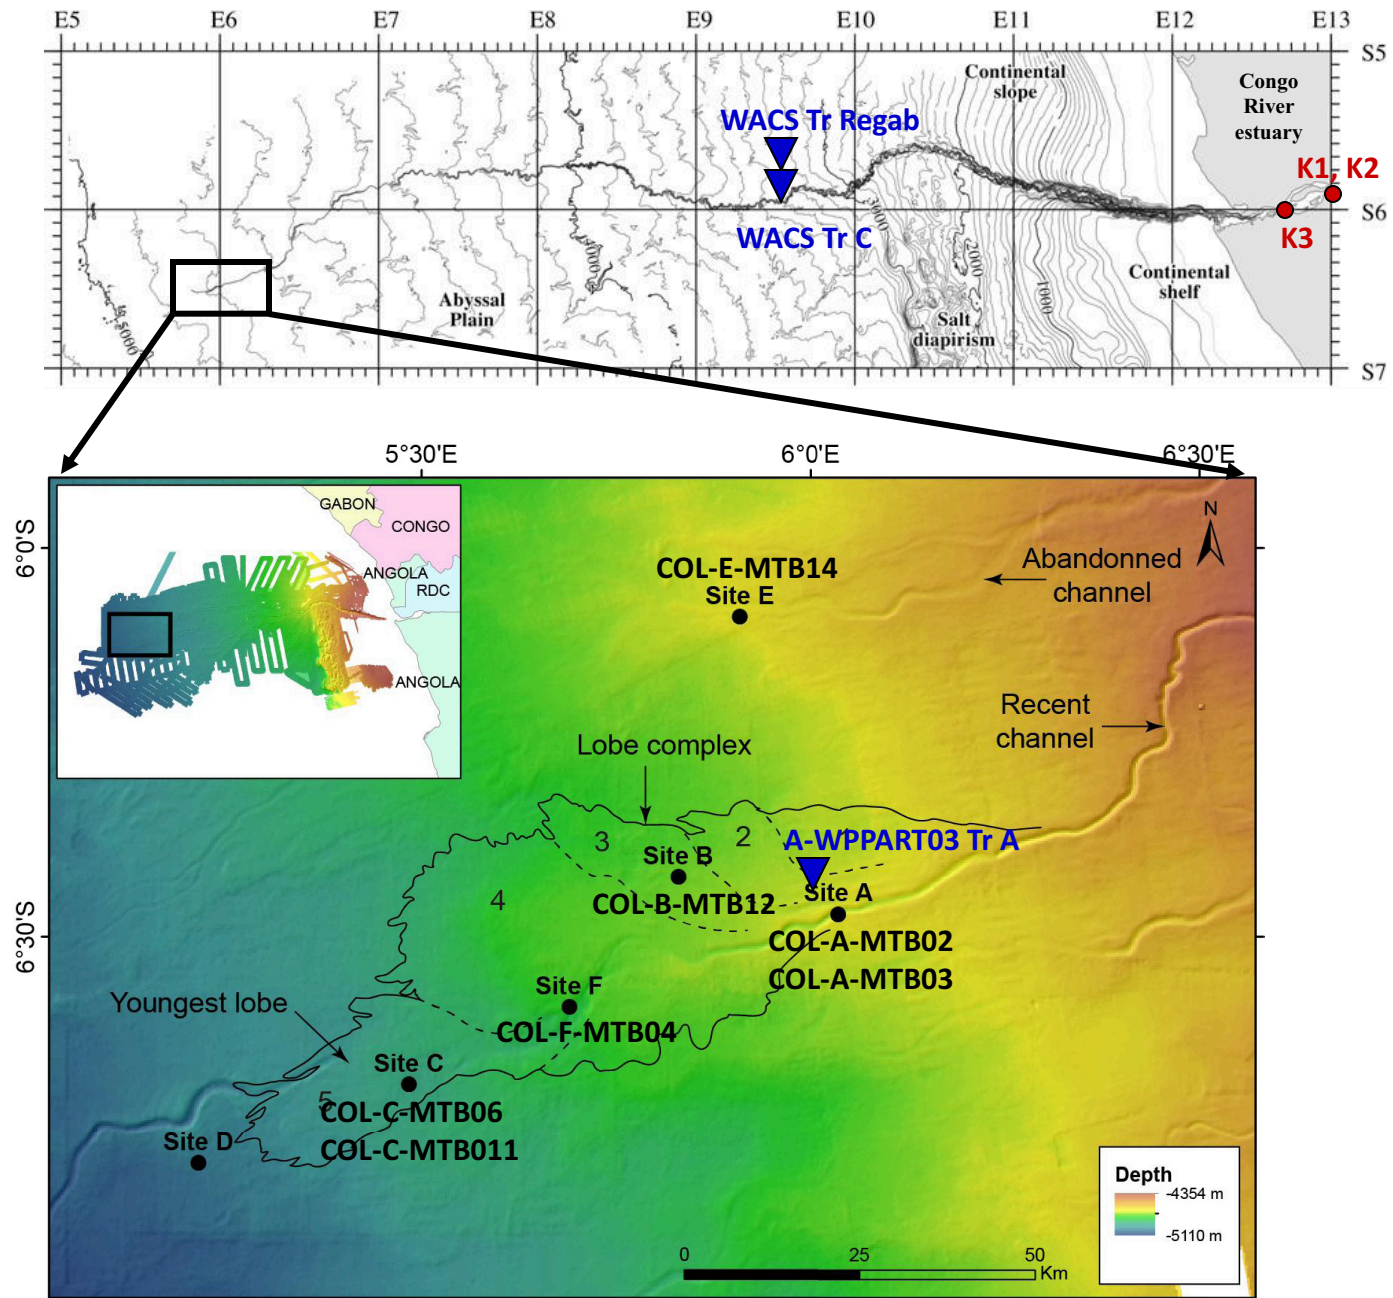 E5 E6 E7 E8 E9 E10 E11 E12 E13
S5
Continental
slope
Congo
River
estuary
WACS Tr Regab
K1, K2
S6
K3
WACS Tr C
3000
2000
4000
1000
5000
Continental
shelf
Abyssal
Plain
Salt
diapirism
S7
5°30'E 6°0'E 6°30'E
GABON
CONGO
ANGOLA
RDC
ANGOLA
N
6°0'S
COL-E-MTB14
Site E
Abandonned
channel
Recent
channel
Lobe complex
3
2
A-WPPART03 Tr A
Site B
4
COL-B-MTB12
Site A
6°30'S
COL-A-MTB02
COL-A-MTB03
Site F
Youngest lobe
COL-F-MTB04
Site C
5
COL-C-MTB06
Site D
COL-C-MTB011
Depth
-4354 m
-5110 m
0 25 50
Km